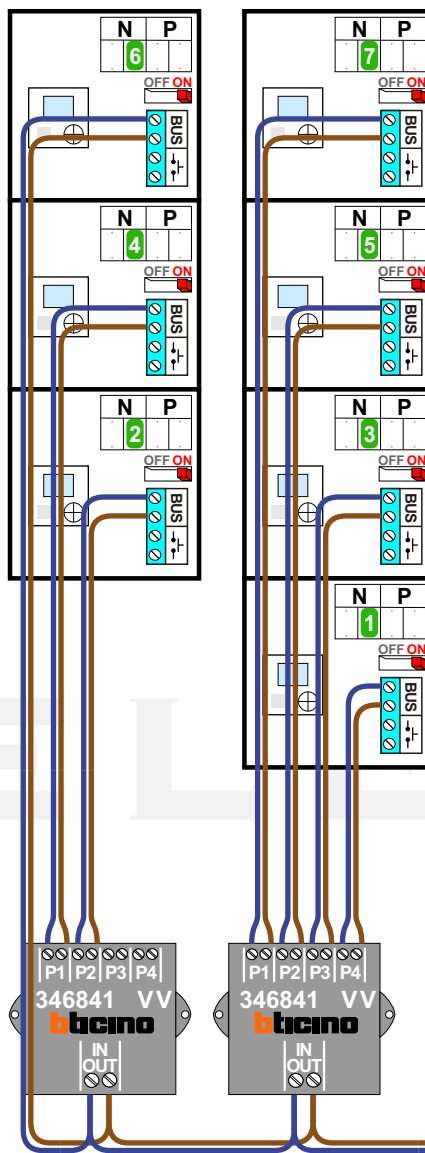 N P
6
OFF ON
BUS
N P
7
OFF ON
BUS
N P
4
OFF ON
BUS
N P
5
OFF ON
BUS
N P
2
OFF ON
BUS
N P
3
OFF ON
BUS
N P
1
OFF ON
BUS
E L E
P1 P2 P3 P4
346841 V V
bticino
IN
OUT
P1 P2 P3 P4
346841 V V
bticino
IN
OUT